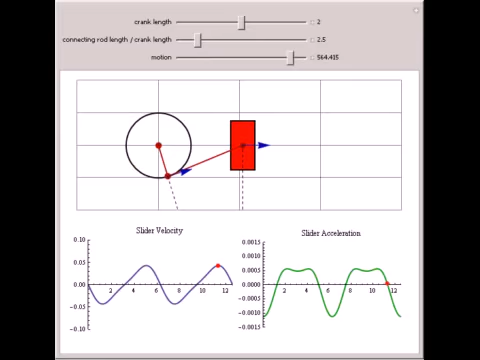 crank length 2
connecting rod length / crank length 2.5
motion 564.415
Slider Velocity
0.10
0.05
0.00
−0.05
−0.10
2 4 6 8 10 12
Slider Acceleration
0.0015
0.0010
0.0005
0.0000
−0.0005
−0.0010
−0.0015
2 4 6 8 10 12